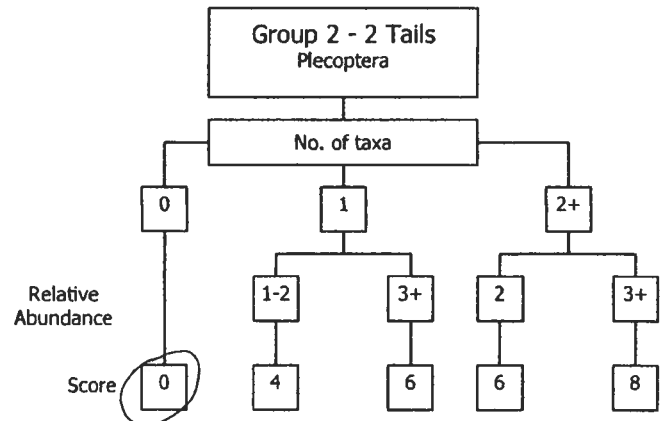 Group 2 - 2 Tails
Plecoptera
No. of taxa
0 1 2+
Relative
Abundance
1-2 3+ 2 3+
Score 0 4 6 6 8